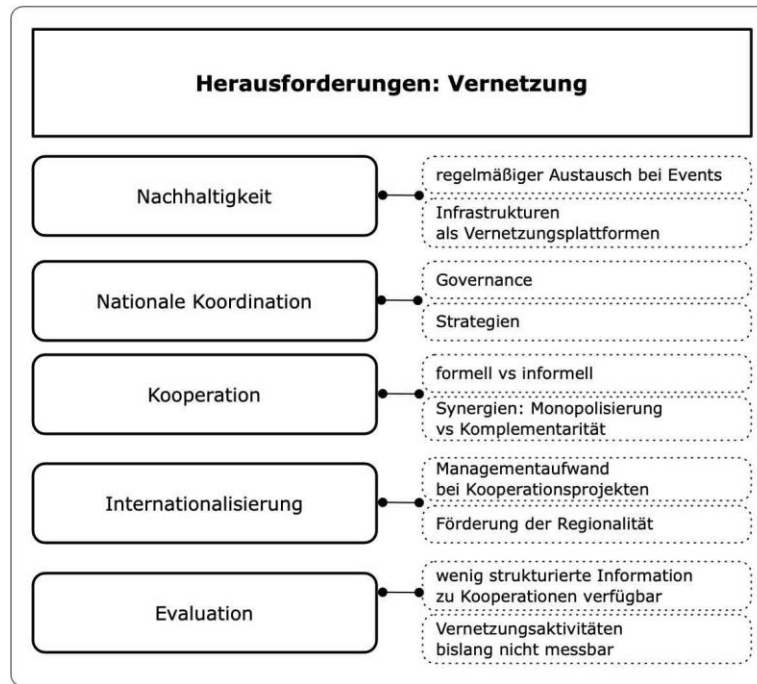 Herausforderungen: Vernetzung
Nachhaltigkeit
regelmäßiger Austausch bei Events
Infrastrukturen
als Vernetzungsplattformen
Nationale Koordination
Governance
Strategien
Kooperation
formell vs informell
Synergien: Monopolisierung
vs Komplementarität
Internationalisierung
Managementaufwand
bei Kooperationsprojekten
Förderung der Regionalität
Evaluation
wenig strukturierte Information
zu Kooperationen verfügbar
Vernetzungsaktivitäten
bislang nicht messbar